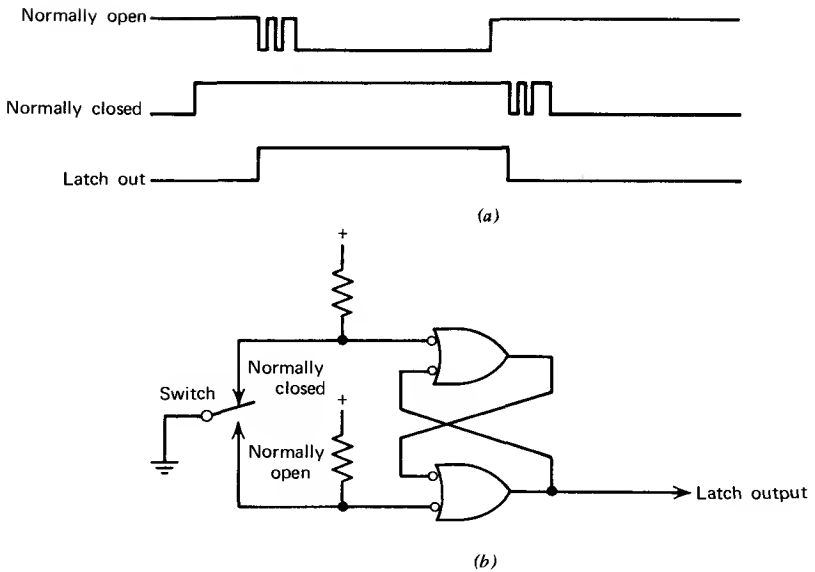 Normally open
Normally closed
Latch out
(a)
+
Normally
closed
Switch
+
Normally
open
Latch output
(b)